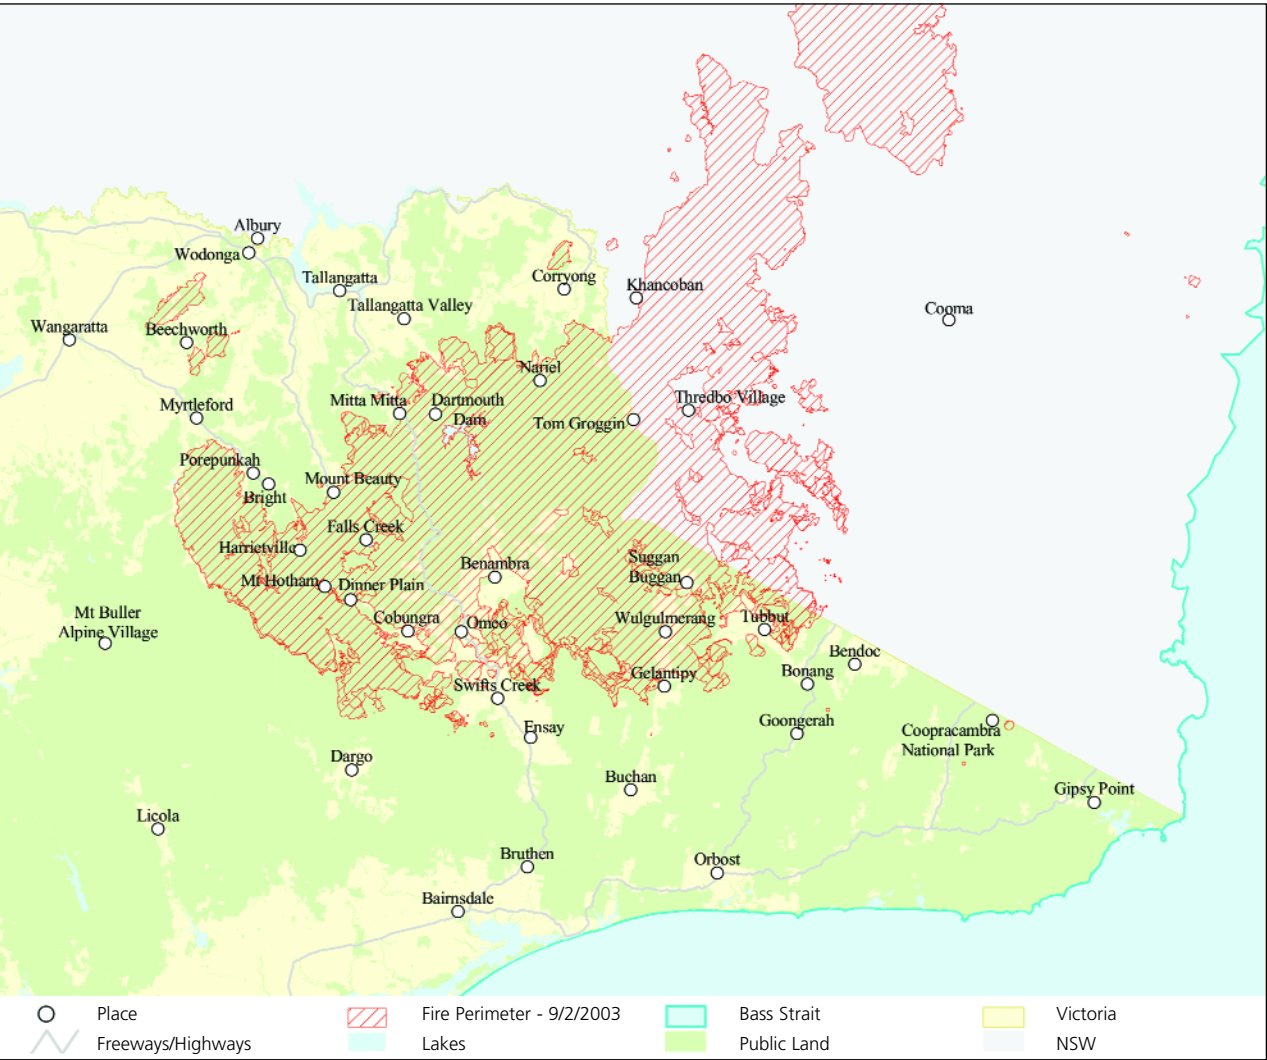 Albury
Wodonga
Tallangatta
Corryong
Khancoban
Tallangatta Valley
Cooma
Wangaratta
Beechworth
Nariel
Myrtleford
Mitta Mitta
Dartmouth
Dam
Thredbo Village
Tom Groggin
Porepunkah
Bright
Mount Beauty
Falls Creek
Harrietville
Benambra
Suggan
Buggan
Mt Hotham
Dinner Plain
Mt Buller
Alpine Village
Cobungra
Omeo
Wulgulmerang
Tubbut
Bendoc
Swifts Creek
Gelantipy
Bonang
Ensay
Goongerah
Coopracambra
National Park
Dargo
Buchan
Gipsy Point
Licola
Bruthen
Orbost
Bairnsdale
Place
Fire Perimeter - 9/2/2003
Bass Strait
Victoria
Freeways/Highways
Lakes
Public Land
NSW